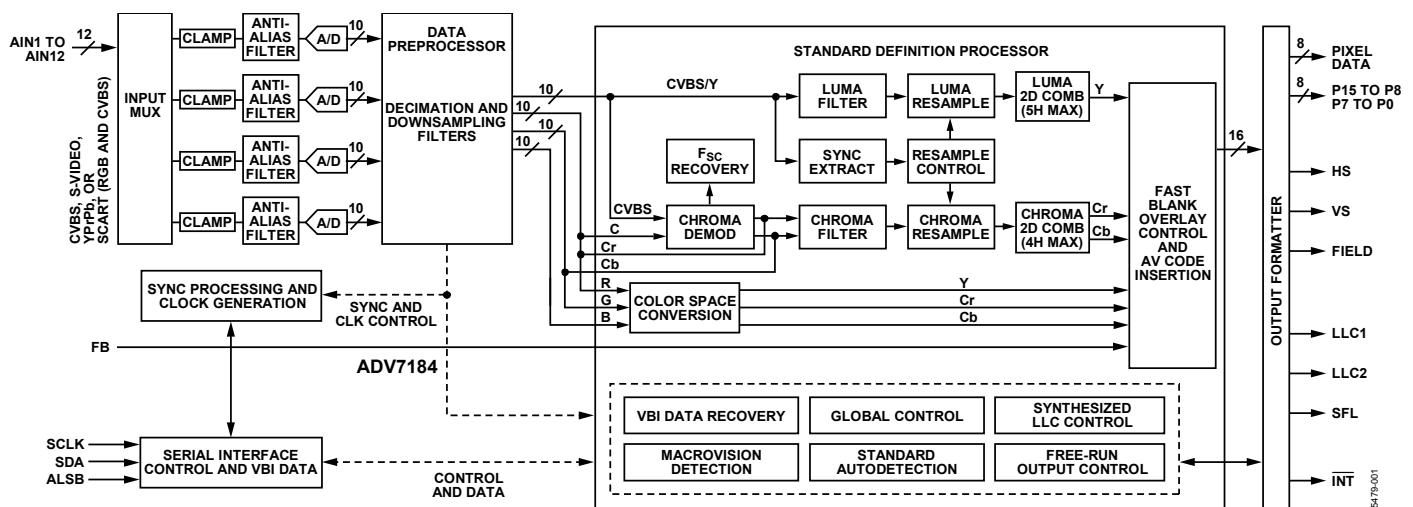 AIN1 TO
AIN12
12
INPUT
MUX
CVBS, S-VIDEO,
YPrPb, OR
SCART (RGB AND CVBS)
CLAMP
ANTI-
ALIAS
FILTER
A/D
10
CLAMP
ANTI-
ALIAS
FILTER
A/D
10
CLAMP
ANTI-
ALIAS
FILTER
A/D
10
CLAMP
ANTI-
ALIAS
FILTER
A/D
10
DATA
PREPROCESSOR
DECIMATION AND
DOWNSAMPLING
FILTERS
10
10
10
10
STANDARD DEFINITION PROCESSOR
CVBS/Y
LUMA
FILTER
LUMA
RESAMPLE
LUMA
2D COMB
(5H MAX)
Y
FSC
RECOVERY
SYNC
EXTRACT
RESAMPLE
CONTROL
CVBS
C
Cr
Cb
CHROMA
DEMOD
CHROMA
FILTER
CHROMA
RESAMPLE
CHROMA
2D COMB
(4H MAX)
Cr
Cb
R
G
B
COLOR SPACE
CONVERSION
Y
Cr
Cb
FAST
BLANK
OVERLAY
CONTROL
AND
AV CODE
INSERTION
16
OUTPUT FORMATTER
8
PIXEL
DATA
8
P15 TO P8
P7 TO P0
HS
VS
FIELD
LLC1
LLC2
SFL
INT
SYNC PROCESSING AND
CLOCK GENERATION
SYNC AND
CLK CONTROL
FB
ADV7184
SCLK
SDA
ALSB
SERIAL INTERFACE
CONTROL AND VBI DATA
CONTROL
AND DATA
VBI DATA RECOVERY
GLOBAL CONTROL
SYNTHESIZED
LLC CONTROL
MACROVISION
DETECTION
STANDARD
AUTODETECTION
FREE-RUN
OUTPUT CONTROL
5479-001